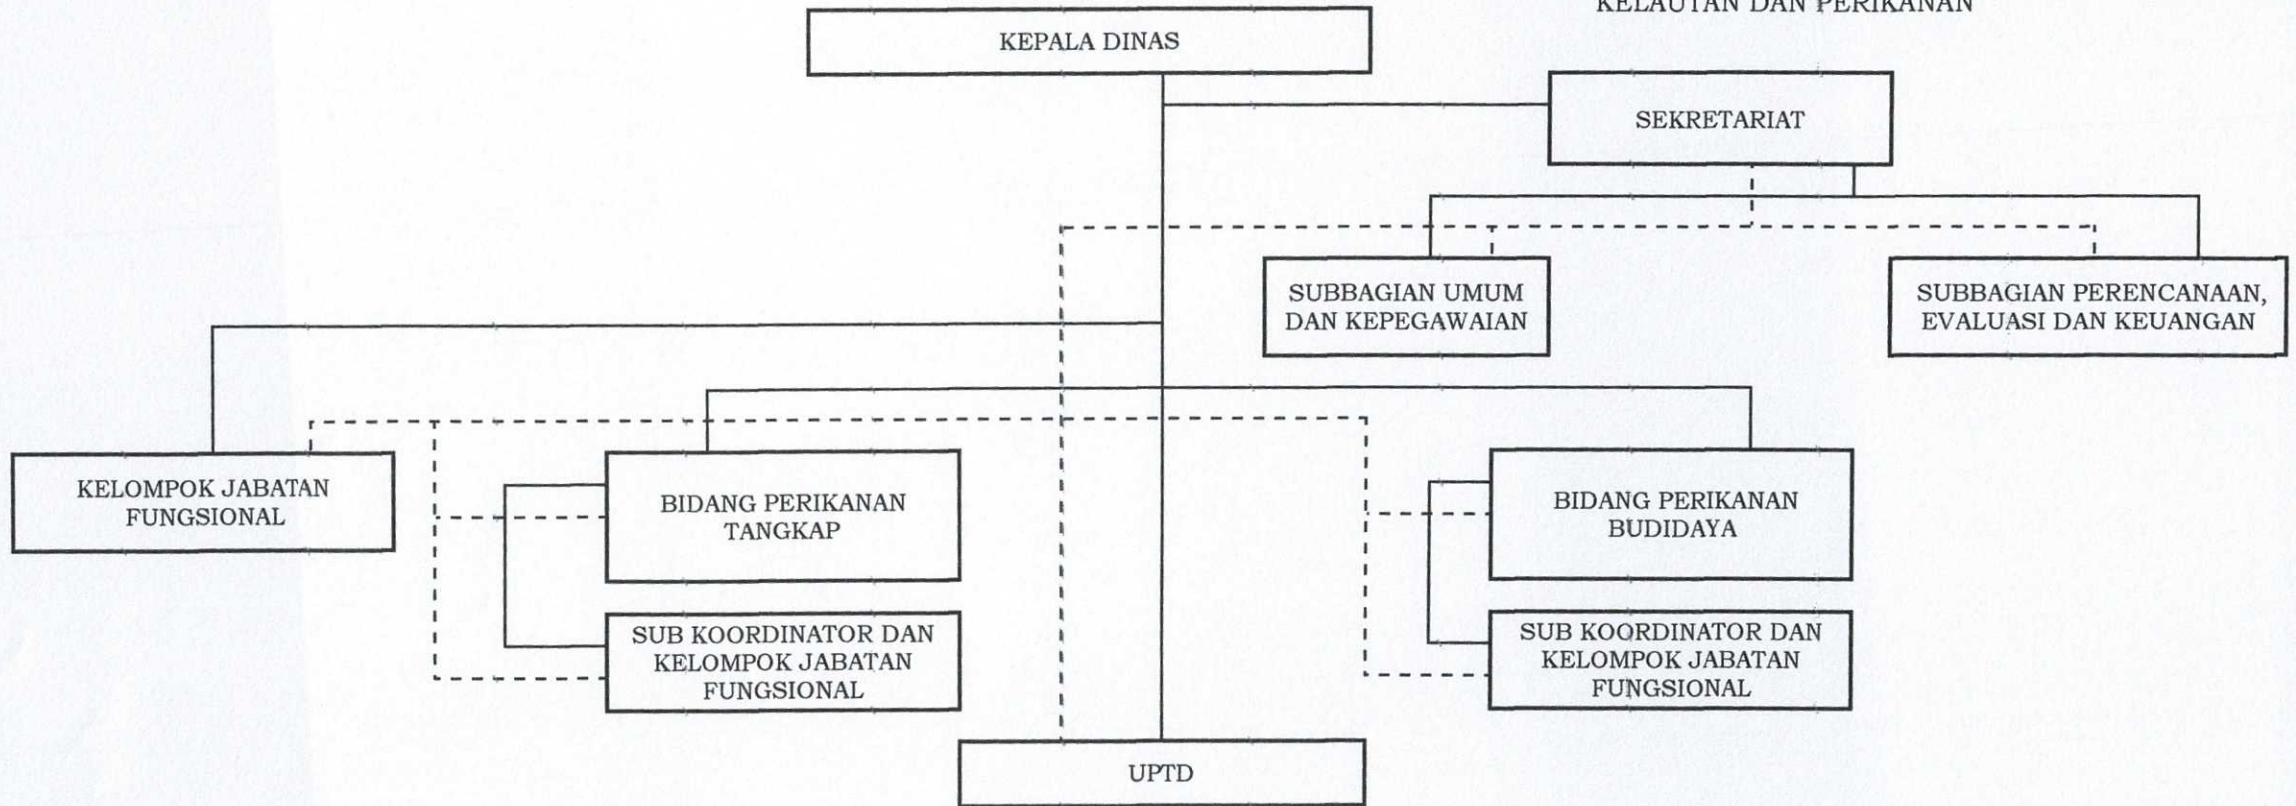 KELAUTAN DAN PERIKANAN
KEPALA DINAS
SEKRETARIAT
SUBBAGIAN UMUM
DAN KEPEGAWAIAN
SUBBAGIAN PERENCANAAN,
EVALUASI DAN KEUANGAN
KELOMPOK JABATAN
FUNGSIONAL
BIDANG PERIKANAN
TANGKAP
BIDANG PERIKANAN
BUDIDAYA
SUB KOORDINATOR DAN
KELOMPOK JABATAN
FUNGSIONAL
SUB KOORDINATOR DAN
KELOMPOK JABATAN
FUNGSIONAL
UPTD